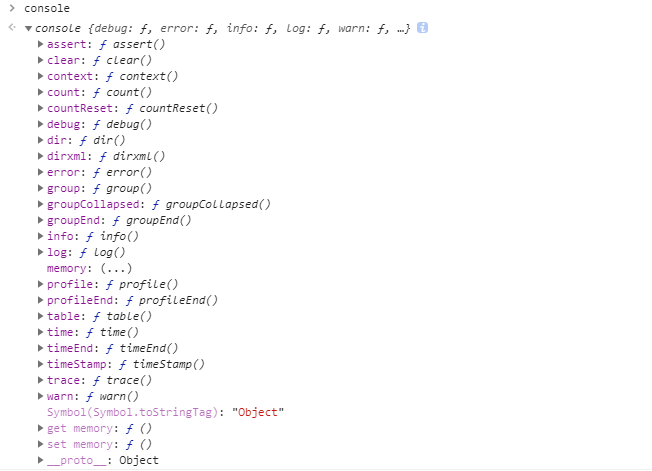 console
console {debug: ƒ, error: ƒ, info: ƒ, log: ƒ, warn: ƒ, …} i
assert: ƒ assert()
clear: ƒ clear()
context: ƒ context()
count: ƒ count()
countReset: ƒ countReset()
debug: ƒ debug()
dir: ƒ dir()
dirxml: ƒ dirxml()
error: ƒ error()
group: ƒ group()
groupCollapsed: ƒ groupCollapsed()
groupEnd: ƒ groupEnd()
info: ƒ info()
log: ƒ log()
memory: (...)
profile: ƒ profile()
profileEnd: ƒ profileEnd()
table: ƒ table()
time: ƒ time()
timeEnd: ƒ timeEnd()
timeStamp: ƒ timeStamp()
trace: ƒ trace()
warn: ƒ warn()
Symbol(Symbol.toStringTag): "Object"
get memory: ƒ ()
set memory: ƒ ()
__proto__: Object